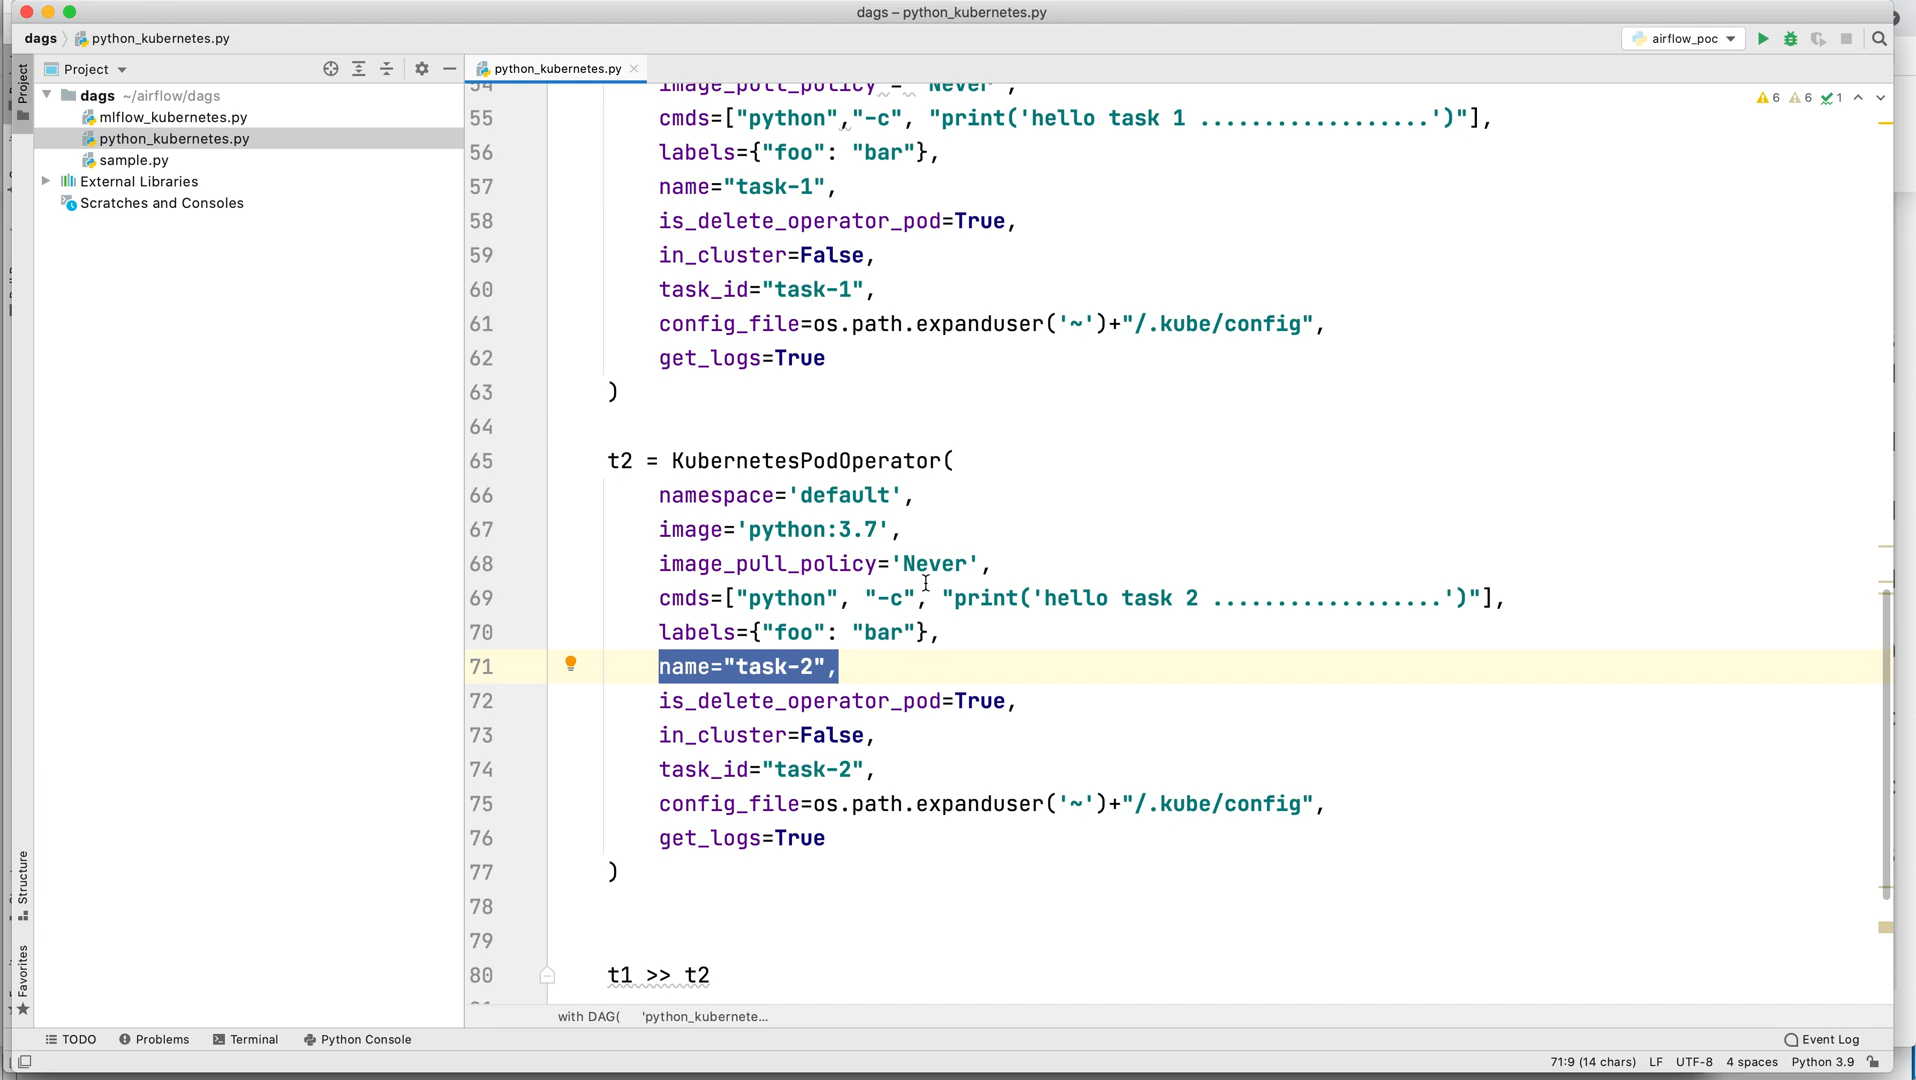 dags – python_kubernetes.py
dags
python_kubernetes.py
airflow_poc
Project
python_kubernetes.py
Project
dags ~/airflow/dags
mlflow_kubernetes.py
python_kubernetes.py
sample.py
External Libraries
Scratches and Consoles
6 6 1
54 image_pull_policy = 'Never',
55 cmds=["python","-c", "print('hello task 1 ..................')"],
56 labels={"foo": "bar"},
57 name="task-1",
58 is_delete_operator_pod=True,
59 in_cluster=False,
60 task_id="task-1",
61 config_file=os.path.expanduser('~')+"/.kube/config",
62 get_logs=True
63 )
64
65 t2 = KubernetesPodOperator(
66 namespace='default',
67 image='python:3.7',
68 image_pull_policy='Never',
69 cmds=["python", "-c", "print('hello task 2 ..................')"],
70 labels={"foo": "bar"},
71 name="task-2",
72 is_delete_operator_pod=True,
73 in_cluster=False,
74 task_id="task-2",
75 config_file=os.path.expanduser('~')+"/.kube/config",
76 get_logs=True
77 )
78
79
80 t1 >> t2
with DAG( 'python_kubernete...
Structure
Favorites
TODO
Problems
Terminal
Python Console
Event Log
71:9 (14 chars) LF UTF-8 4 spaces Python 3.9